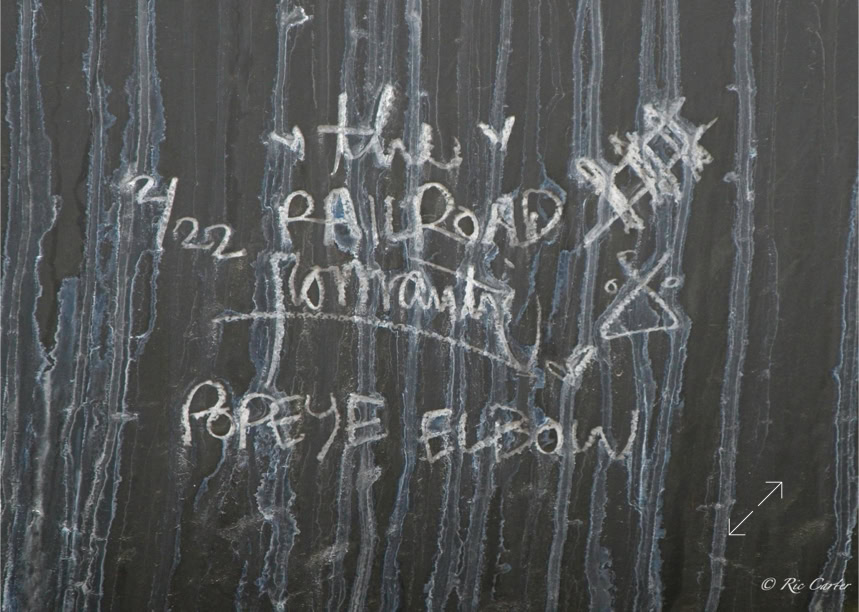 the
2/22 RAILROAD
romantic
POPEYE ELBOW
© Ric Carter